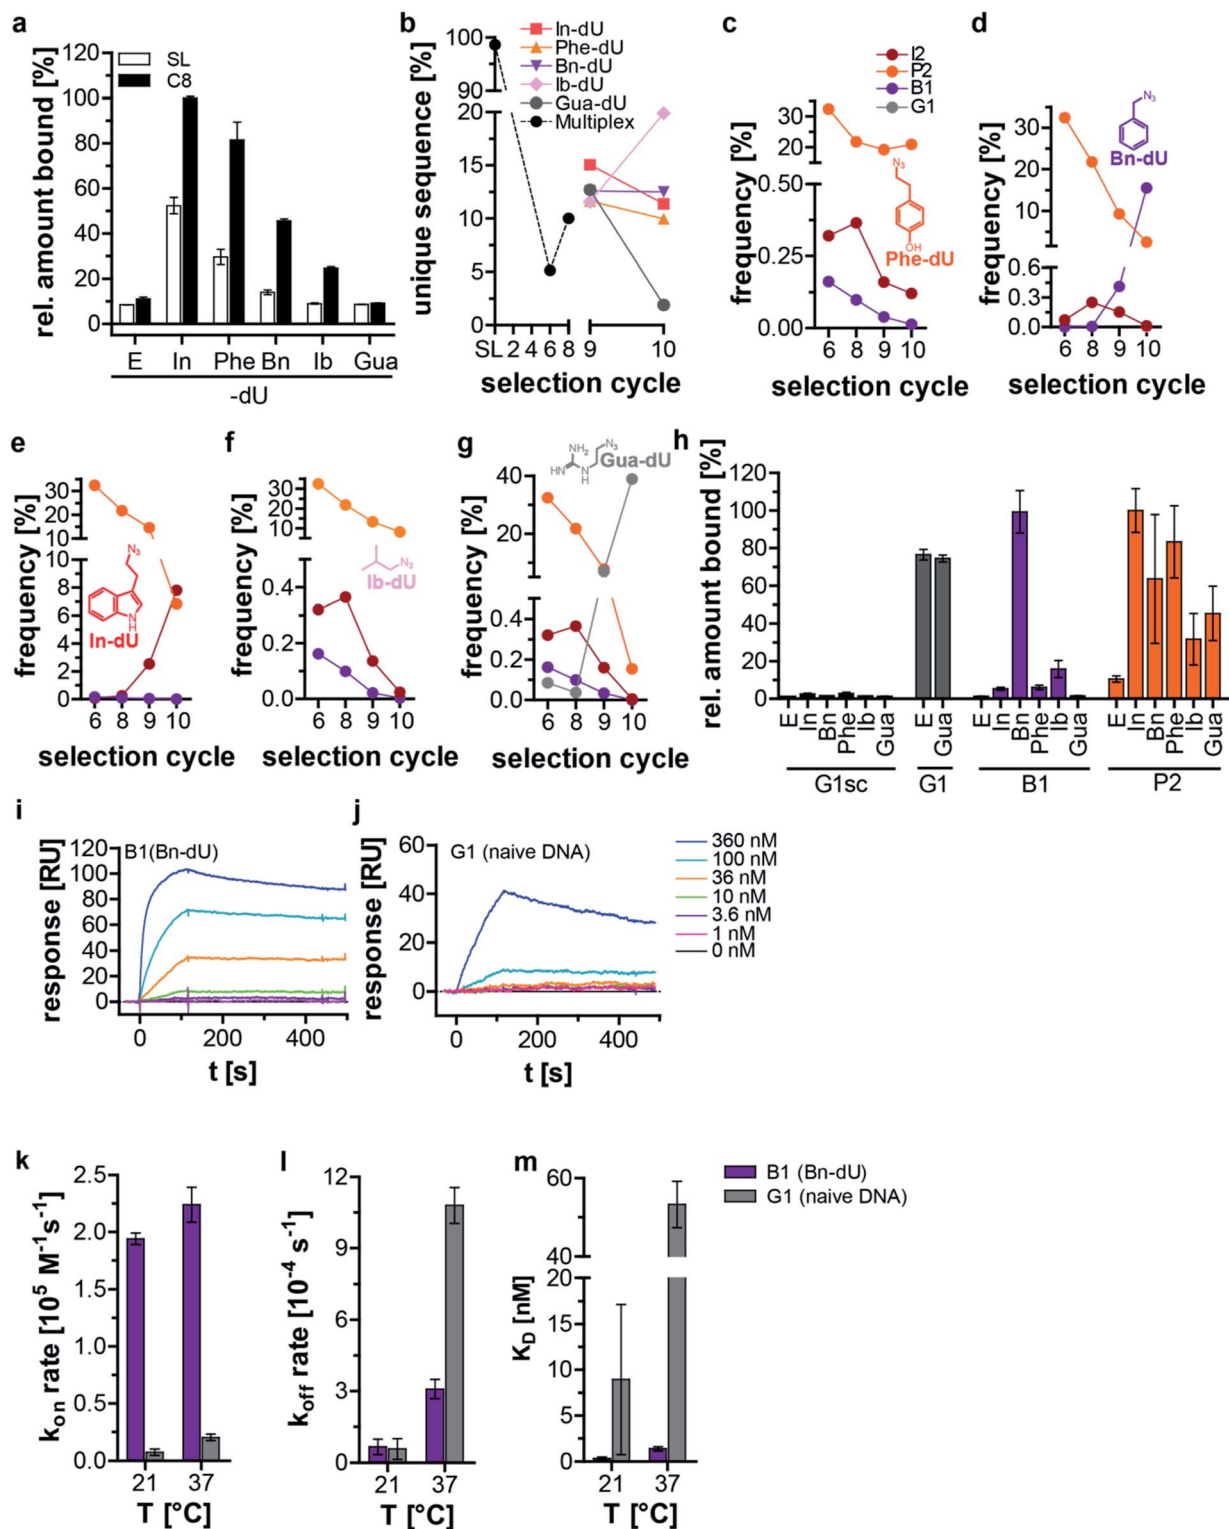 a
rel. amount bound [%]
120
100
80
60
40
20
0
SL
C8
E In Phe Bn Ib Gua
-dU
b
unique sequence [%]
100
90
20
15
10
5
0
In-dU
Phe-dU
Bn-dU
Ib-dU
Gua-dU
Multiplex
SL 2 4 6 8 9 10
selection cycle
c
frequency [%]
30
20
0.50
0.25
0.00
I2
P2
B1
G1
N3
OH
Phe-dU
6 8 9 10
selection cycle
d
frequency [%]
30
20
10
0.6
0.3
0.0
N3
Bn-dU
6 8 9 10
selection cycle
e
frequency [%]
30
20
10
10
8
6
4
2
0
N3
N
H
In-dU
6 8 9 10
selection cycle
f
frequency [%]
30
20
10
0.4
0.2
0.0
N3
Ib-dU
6 8 9 10
selection cycle
g
frequency [%]
40
20
0.4
0.2
0.0
NH2
N3
HN
N
H
Gua-dU
6 8 9 10
selection cycle
h
rel. amount bound [%]
120
100
80
60
40
20
0
E In Bn Phe Ib Gua
E Gua
E In Bn Phe Ib Gua
E In Bn Phe Ib Gua
G1sc G1 B1 P2
i
response [RU]
120
100
80
60
40
20
0
B1(Bn-dU)
0 200 400
t [s]
j
response [RU]
60
40
20
0
G1 (naive DNA)
0 200 400
t [s]
360 nM
100 nM
36 nM
10 nM
3.6 nM
1 nM
0 nM
k
kon rate [10⁵ M⁻¹s⁻¹]
2.5
2.0
1.5
1.0
0.5
0.0
21 37
T [°C]
l
koff rate [10⁻⁴ s⁻¹]
12
9
6
3
0
21 37
T [°C]
m
KD [nM]
60
40
20
15
10
5
0
21 37
T [°C]
B1 (Bn-dU)
G1 (naive DNA)